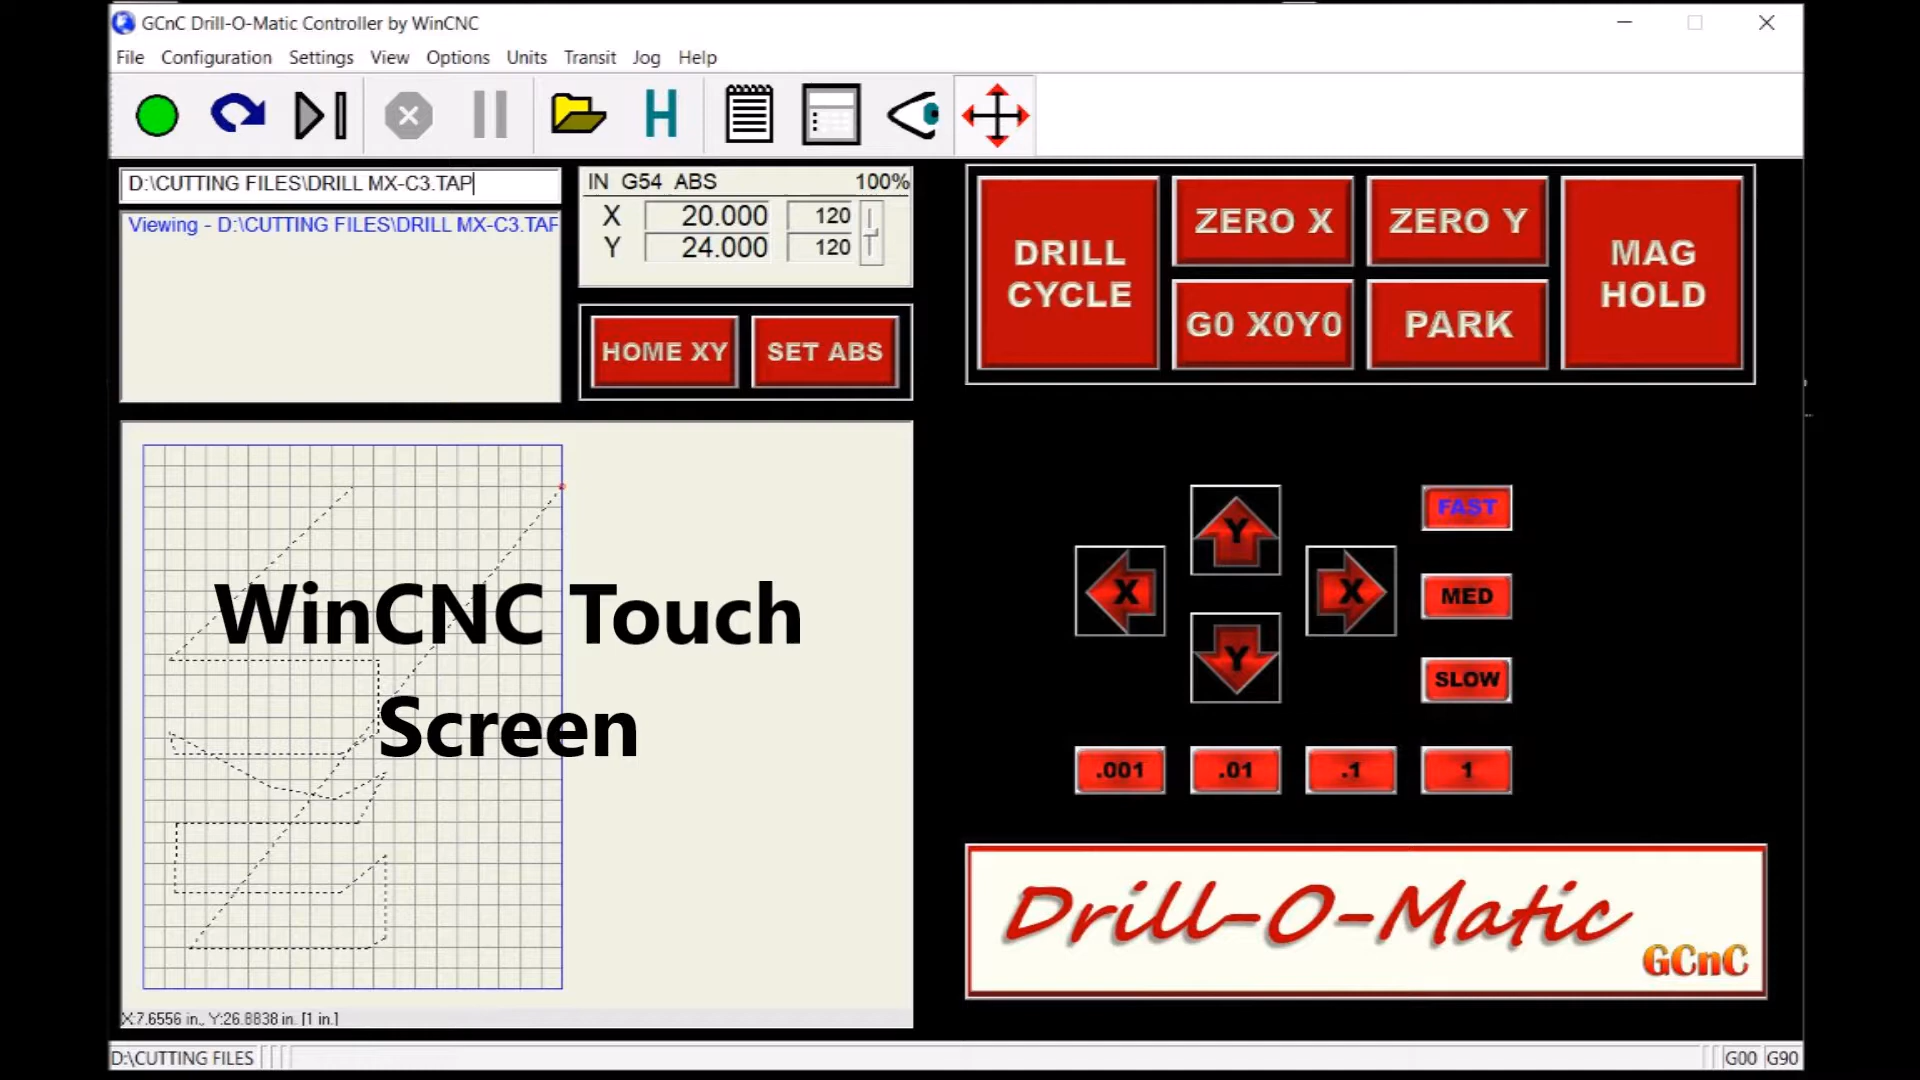 GCnC Drill-O-Matic Controller by WinCNC
File Configuration Settings View Options Units Transit Jog Help
H
D:\CUTTING FILES\DRILL MX-C3.TAP
Viewing - D:\CUTTING FILES\DRILL MX-C3.TAP
IN G54 ABS 100%
X 20.000 120
Y 24.000 120
HOME XY
SET ABS
DRILL
CYCLE
ZERO X
ZERO Y
G0 X0Y0
PARK
MAG
HOLD
WinCNC Touch
Screen
X:7.6556 in., Y:26.8838 in. [1 in.]
Y
X
X
Y
FAST
MED
SLOW
.001
.01
.1
1
Drill-O-Matic
GCnC
D:\CUTTING FILES
G00 G90